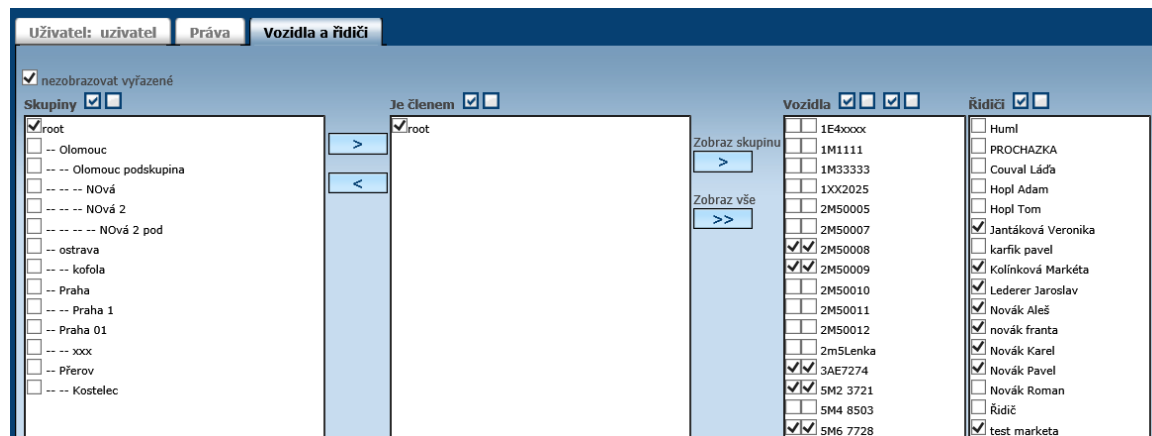 Uživatel: uzivatel
Práva
Vozidla a řidiči
nezobrazovat vyřazené
Skupiny
root
-- Olomouc
-- -- Olomouc podskupina
-- -- -- NOvá
-- -- -- NOvá 2
-- -- -- -- NOvá 2 pod
-- ostrava
-- -- kofola
-- Praha
-- -- Praha 1
-- Praha 01
-- -- xxx
-- Přerov
-- -- Kostelec
>
<
Je členem
root
Zobraz skupinu
>
Zobraz vše
>>
Vozidla
1E4xxxx
1M1111
1M33333
1XX2025
2M50005
2M50007
2M50008
2M50009
2M50010
2M50011
2M50012
2m5Lenka
3AE7274
5M2 3721
5M4 8503
5M6 7728
Řidiči
Huml
PROCHAZKA
Couval Láďa
Hopl Adam
Hopl Tom
Jantáková Veronika
karfik pavel
Kolínková Markéta
Lederer Jaroslav
Novák Aleš
novák franta
Novák Karel
Novák Pavel
Novák Roman
Řidič
test marketa